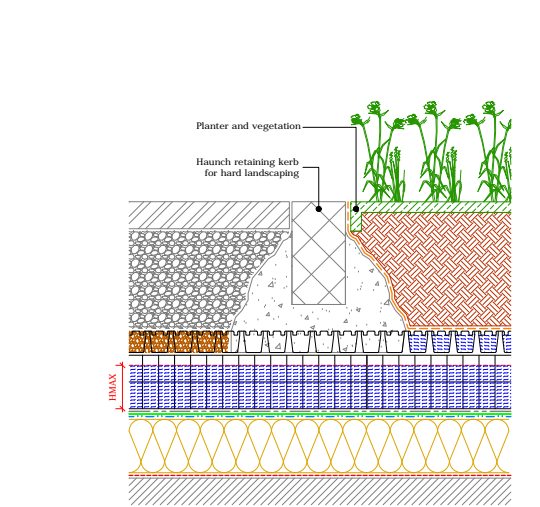 Planter and vegetation
Haunch retaining kerb
for hard landscaping
HMAX